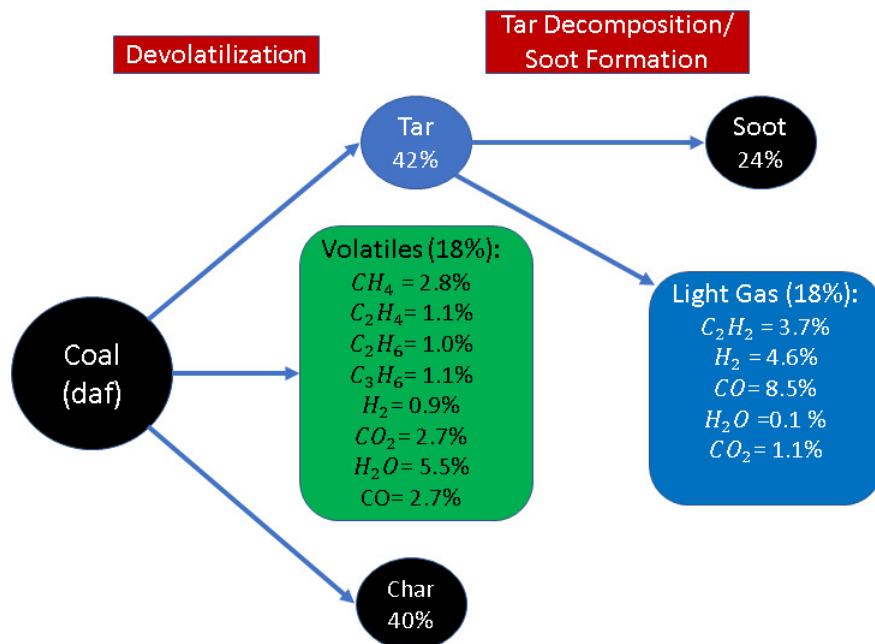 Devolatilization
Tar Decomposition/
Soot Formation
Tar
42%
Soot
24%
Volatiles (18%):
CH₄ = 2.8%
C₂H₄= 1.1%
C₂H₆= 1.0%
C₃H₆= 1.1%
H₂= 0.9%
CO₂= 2.7%
H₂O= 5.5%
CO= 2.7%
Light Gas (18%):
C₂H₂ = 3.7%
H₂ = 4.6%
CO= 8.5%
H₂O =0.1 %
CO₂= 1.1%
Coal
(daf)
Char
40%